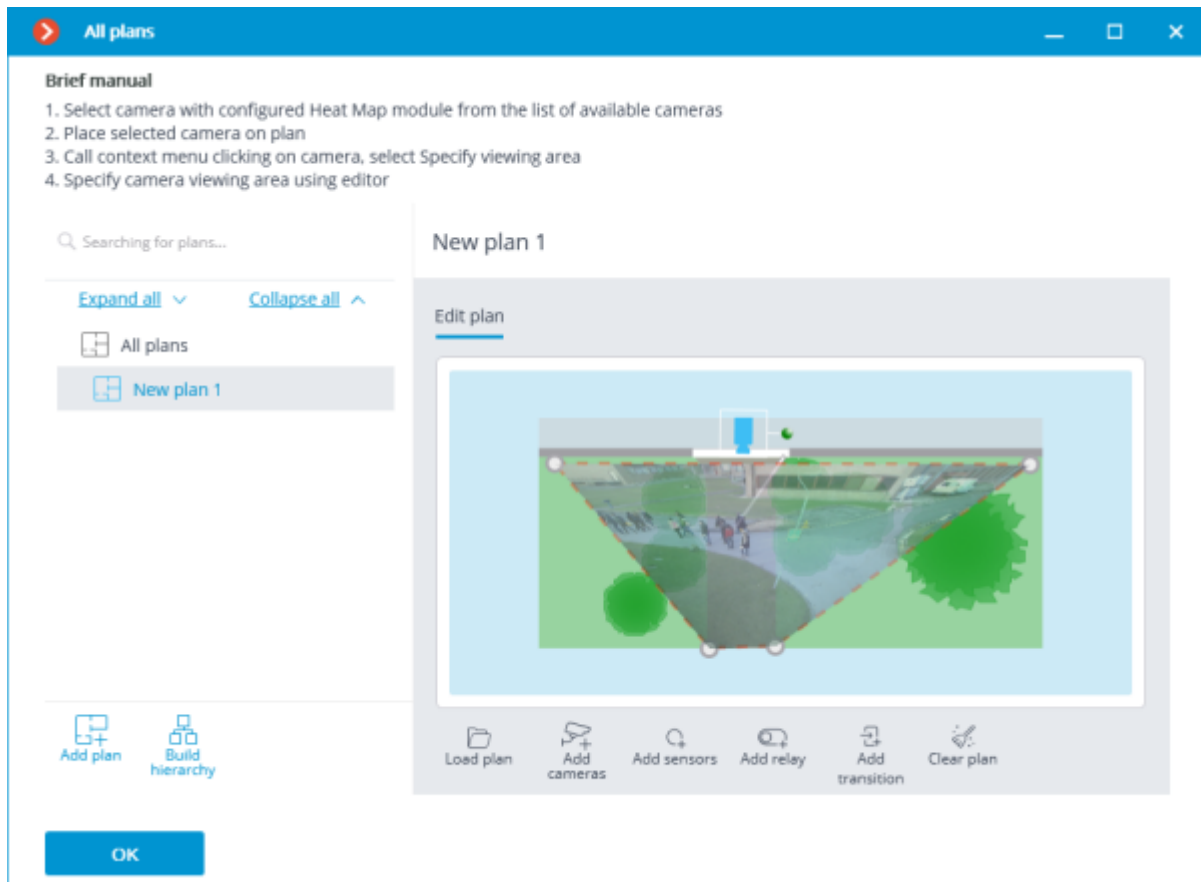 All plans
Brief manual
1. Select camera with configured Heat Map module from the list of available cameras
2. Place selected camera on plan
3. Call context menu clicking on camera, select Specify viewing area
4. Specify camera viewing area using editor
Searching for plans...
Expand all
Collapse all
All plans
New plan 1
Add plan
Build
hierarchy
New plan 1
Edit plan
Load plan
Add
cameras
Add sensors
Add relay
Add
transition
Clear plan
OK